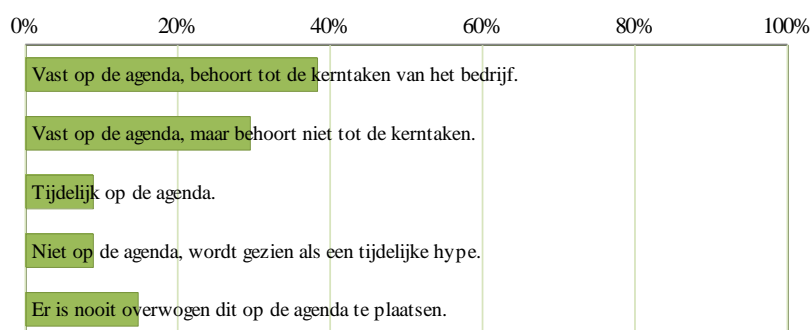 0% 20% 40% 60% 80% 100%
Vast op de agenda, behoort tot de kerntaken van het bedrijf.
Vast op de agenda, maar behoort niet tot de kerntaken.
Tijdelijk op de agenda.
Niet op de agenda, wordt gezien als een tijdelijke hype.
Er is nooit overwogen dit op de agenda te plaatsen.